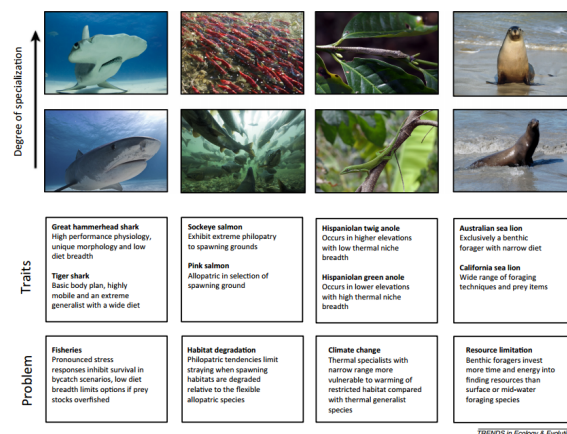 Degree of specialization
Traits
Great hammerhead shark
High performance physiology,
unique morphology and low
diet breadth
Tiger shark
Basic body plan, highly
mobile and an extreme
generalist with a wide diet
Sockeye salmon
Exhibit extreme philopatry
to spawning grounds
Pink salmon
Allopatric in selection of
spawning ground
Hispaniolan twig anole
Occurs in higher elevations
with low thermal niche
breadth
Hispaniolan green anole
Occurs in lower elevations
with high thermal niche
breadth
Australian sea lion
Exclusively a benthic
forager with narrow diet
California sea lion
Wide range of foraging
techniques and prey items
Problem
Fisheries
Pronounced stress
responses inhibit survival in
bycatch scenarios, low diet
breadth limits options if prey
stocks overfished
Habitat degradation
Philopatric tendencies limit
straying when spawning
habitats are degraded
relative to the flexible
allopatric species
Climate change
Thermal specialists with
narrow range more
vulnerable to warming of
restricted habitat compared
with thermal generalist
species
Resource limitation
Benthic foragers invest
more time and energy into
finding resources than
surface or mid-water
foraging species
TRENDS in Ecology &